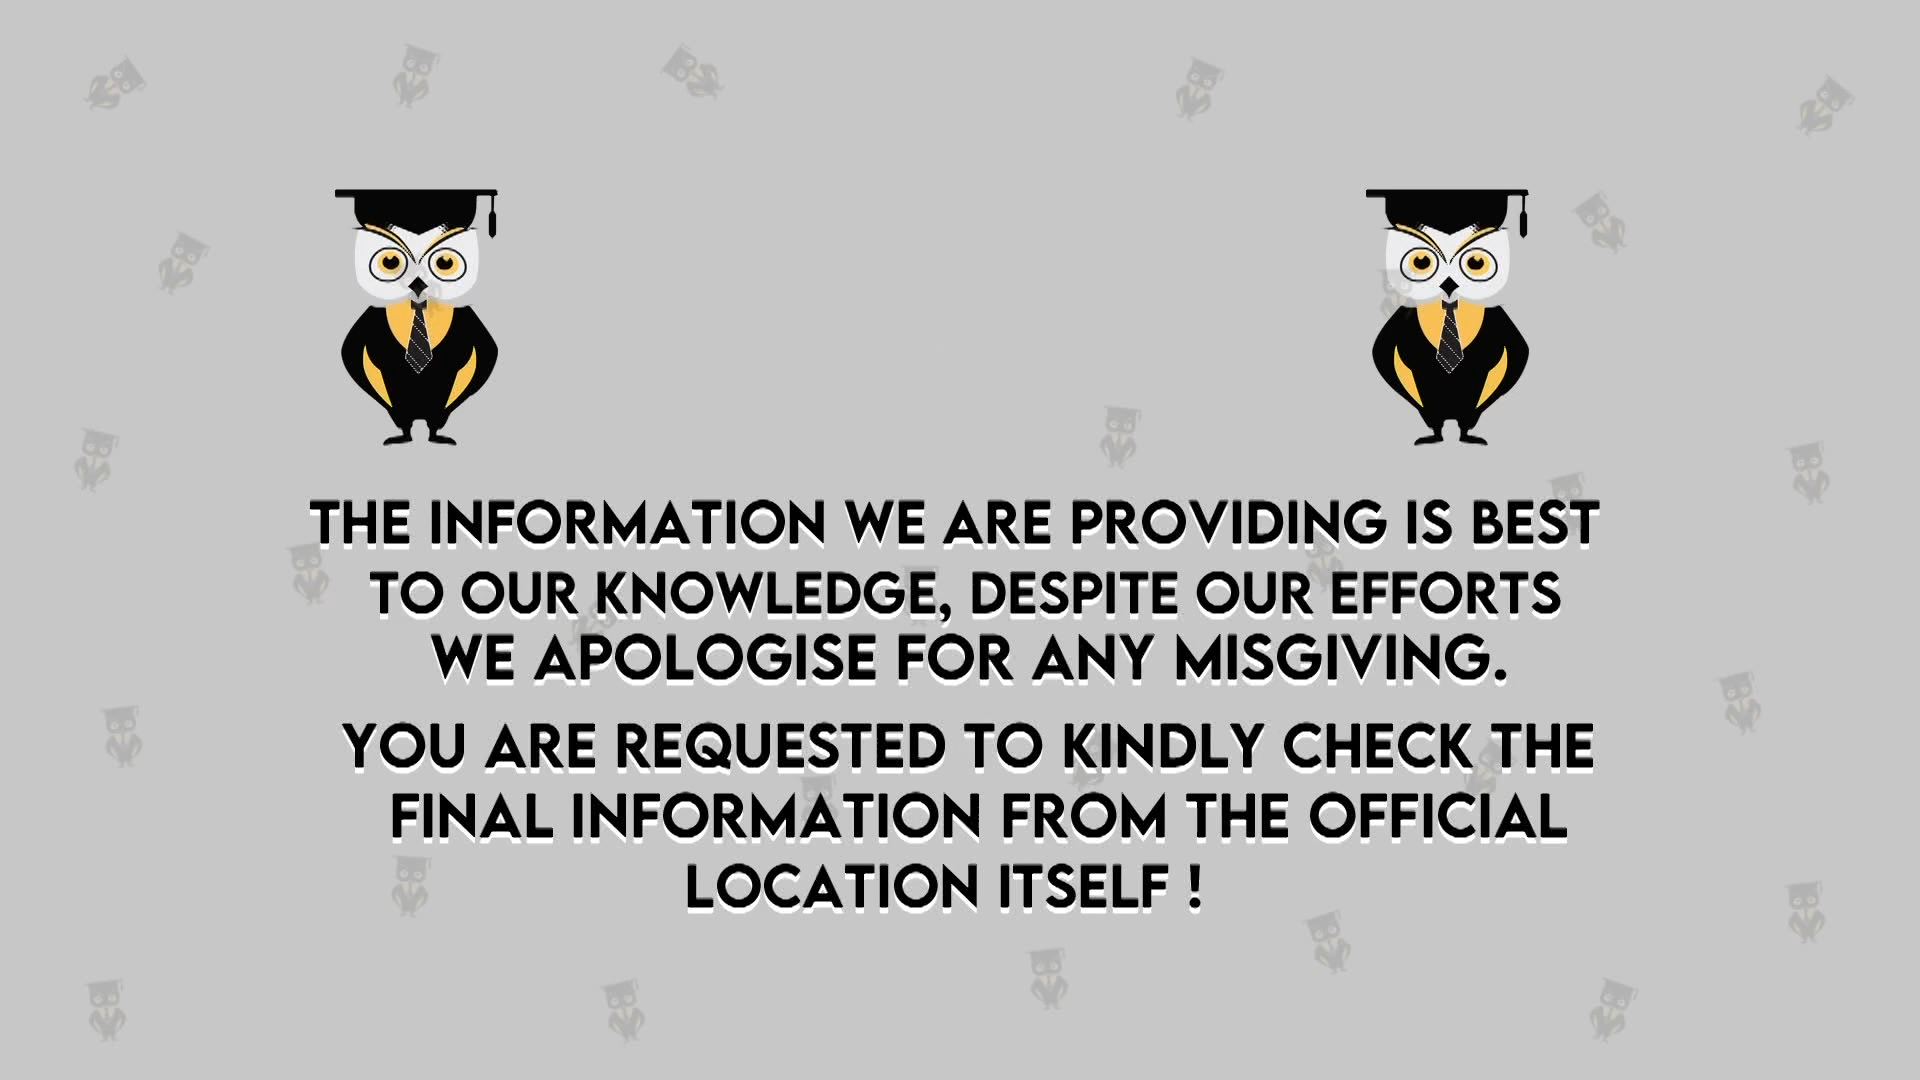 THE INFORMATION WE ARE PROVIDING IS BEST
TO OUR KNOWLEDGE, DESPITE OUR EFFORTS
WE APOLOGISE FOR ANY MISGIVING.
YOU ARE REQUESTED TO KINDLY CHECK THE
FINAL INFORMATION FROM THE OFFICIAL
LOCATION ITSELF !